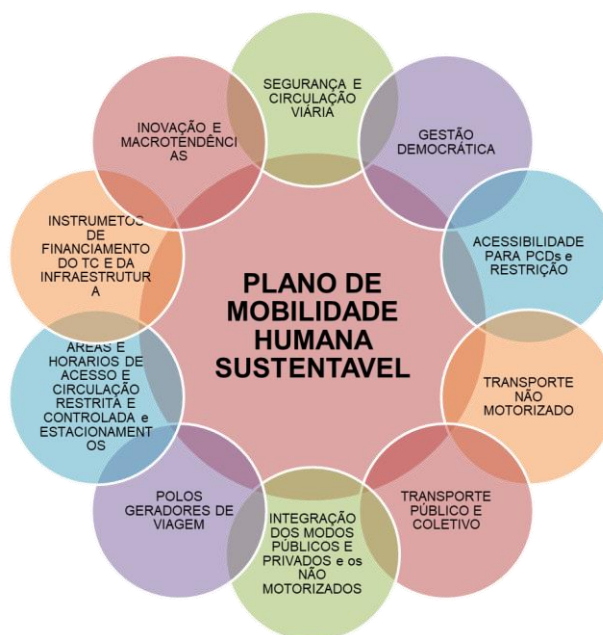 SEGURANÇA E
CIRCULAÇÃO
VIÁRIA
GESTÃO
DEMOCRÁTICA
ACESSIBILIDADE
PARA PCDs e
RESTRIÇÃO
TRANSPORTE
NÃO
MOTORIZADO
TRANSPORTE
PÚBLICO E
COLETIVO
INTEGRAÇÃO
DOS MODOS
PÚBLICOS E
PRIVADOS e os
NÃO
MOTORIZADOS
POLOS
GERADORES DE
VIAGEM
ÁREAS E
HORARIOS DE
ACESSO E
CIRCULAÇÃO
RESTRITA E
CONTROLADA e
ESTACIONAMENT
OS
INSTRUMETOS
DE
FINANCIAMENTO
DO TC E DA
INFRAESTRUTUR
A
INOVAÇÃO E
MACROTENDÊNCI
AS
PLANO DE
MOBILIDADE
HUMANA
SUSTENTAVEL